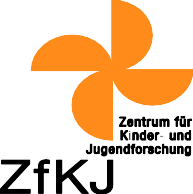 Zentrum für
Kinder- und
Jugendforschung
ZfKJ